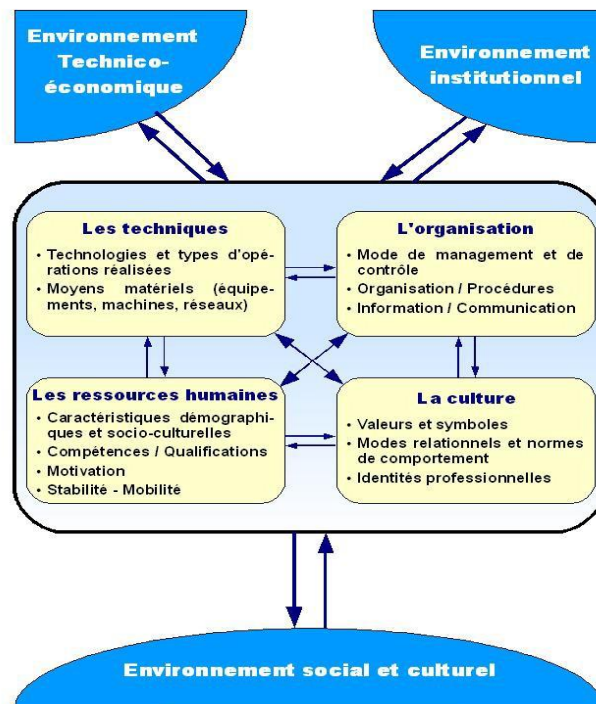 Environnement
Technico-
économique
Environnement
institutionnel
Les techniques
• Technologies et types d'opé-
rations réalisées
• Moyens matériels (équipe-
ments, machines, réseaux)
L'organisation
• Mode de management et de
contrôle
• Organisation / Procédures
• Information / Communication
Les ressources humaines
• Caractéristiques démographi-
ques et socio-culturelles
• Compétences / Qualifications
• Motivation
• Stabilité - Mobilité
La culture
• Valeurs et symboles
• Modes relationnels et normes
de comportement
• Identités professionnelles
Environnement social et culturel